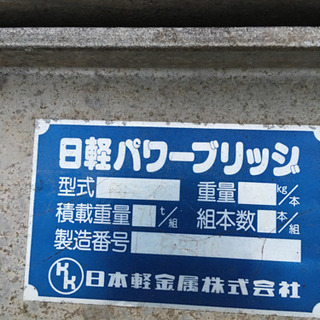 日軽パワーブリッジ
型式 重量 kg/本
積載重量 t/組 組本数 本/組
製造番号
KK 日本軽金属株式会社